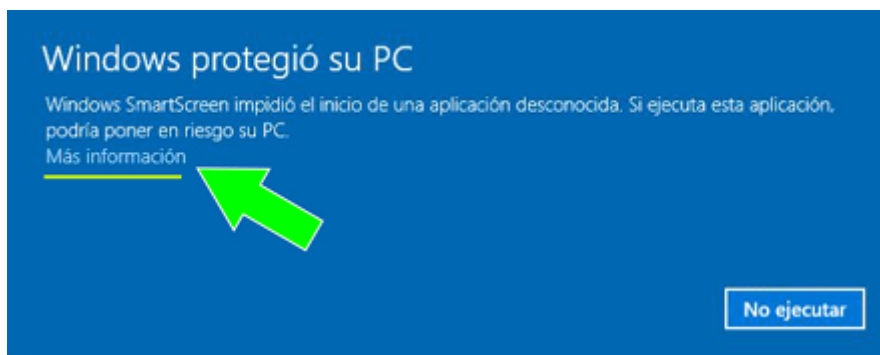 Windows protegió su PC
Windows SmartScreen impidió el inicio de una aplicación desconocida. Si ejecuta esta aplicación,
podría poner en riesgo su PC.
Más información
No ejecutar